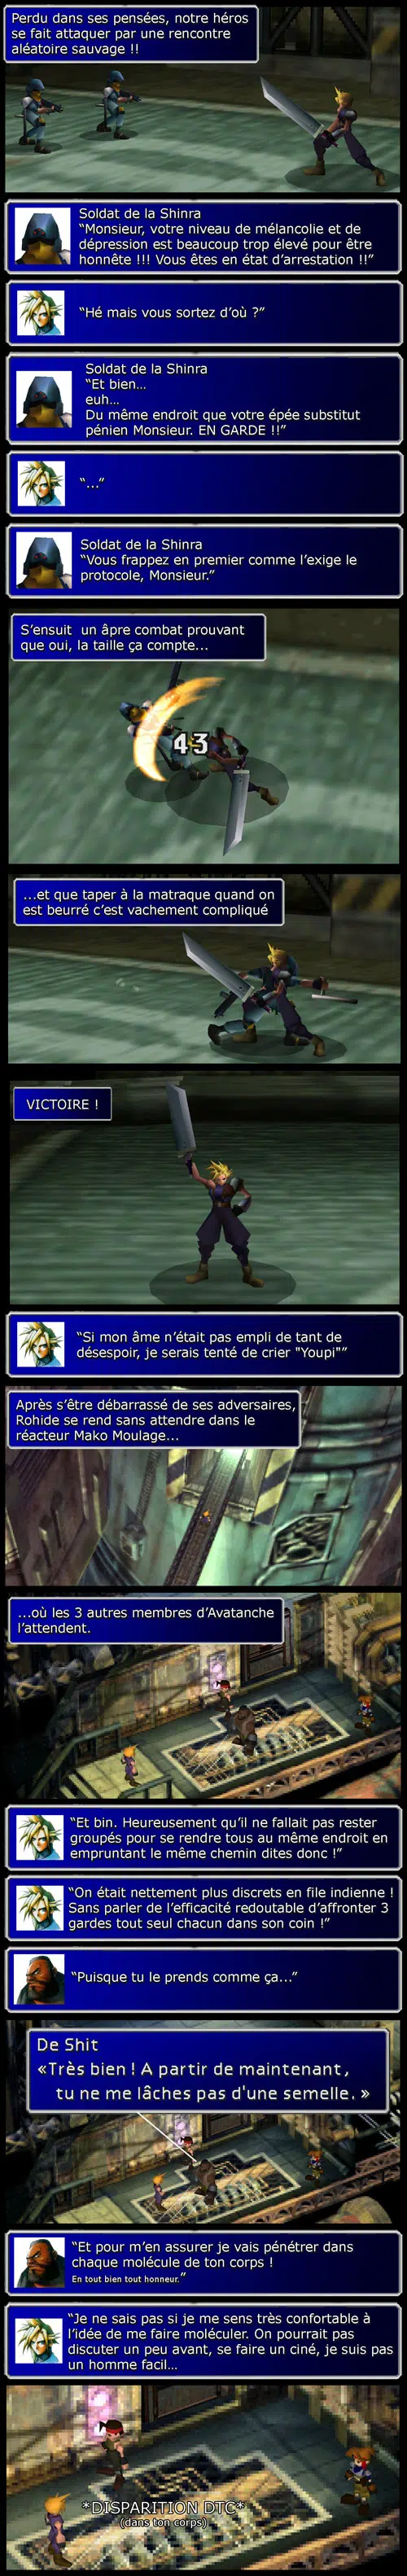 Perdu dans ses pensées, notre héros
se fait attaquer par une rencontre
aléatoire sauvage !!
Soldat de la Shinra
“Monsieur, votre niveau de mélancolie et de
dépression est beaucoup trop élevé pour être
honnête !!! Vous êtes en état d’arrestation !!”
“Hé mais vous sortez d’où ?”
Soldat de la Shinra
“Et bien...
euh...
Du même endroit que votre épée substitut
pénien Monsieur. EN GARDE !!”
“...”
Soldat de la Shinra
“Vous frappez en premier comme l’exige le
protocole, Monsieur.”
S’ensuit un âpre combat prouvant
que oui, la taille ça compte...
43
...et que taper à la matraque quand on
est beurré c’est vachement compliqué
VICTOIRE !
“Si mon âme n’était pas empli de tant de
désespoir, je serais tenté de crier "Youpi"”
Après s’être débarrassé de ses adversaires,
Rohide se rend sans attendre dans le
réacteur Mako Moulage...
...où les 3 autres membres d’Avatanche
l’attendent.
“Et bin. Heureusement qu’il ne fallait pas rester
groupés pour se rendre tous au même endroit en
empruntant le même chemin dites donc !”
“On était nettement plus discrets en file indienne !
Sans parler de l’efficacité redoutable d’affronter 3
gardes tout seul chacun dans son coin !”
“Puisque tu le prends comme ça...”
De Shit
«Très bien ! A partir de maintenant,
tu ne me lâches pas d'une semelle. »
“Et pour m’en assurer je vais pénétrer dans
chaque molécule de ton corps !
En tout bien tout honneur.”
“Je ne sais pas si je me sens très confortable à
l’idée de me faire moléculer. On pourrait pas
discuter un peu avant, se faire un ciné, je suis pas
un homme facil...
*DISPARITION DTC*
(dans ton corps)